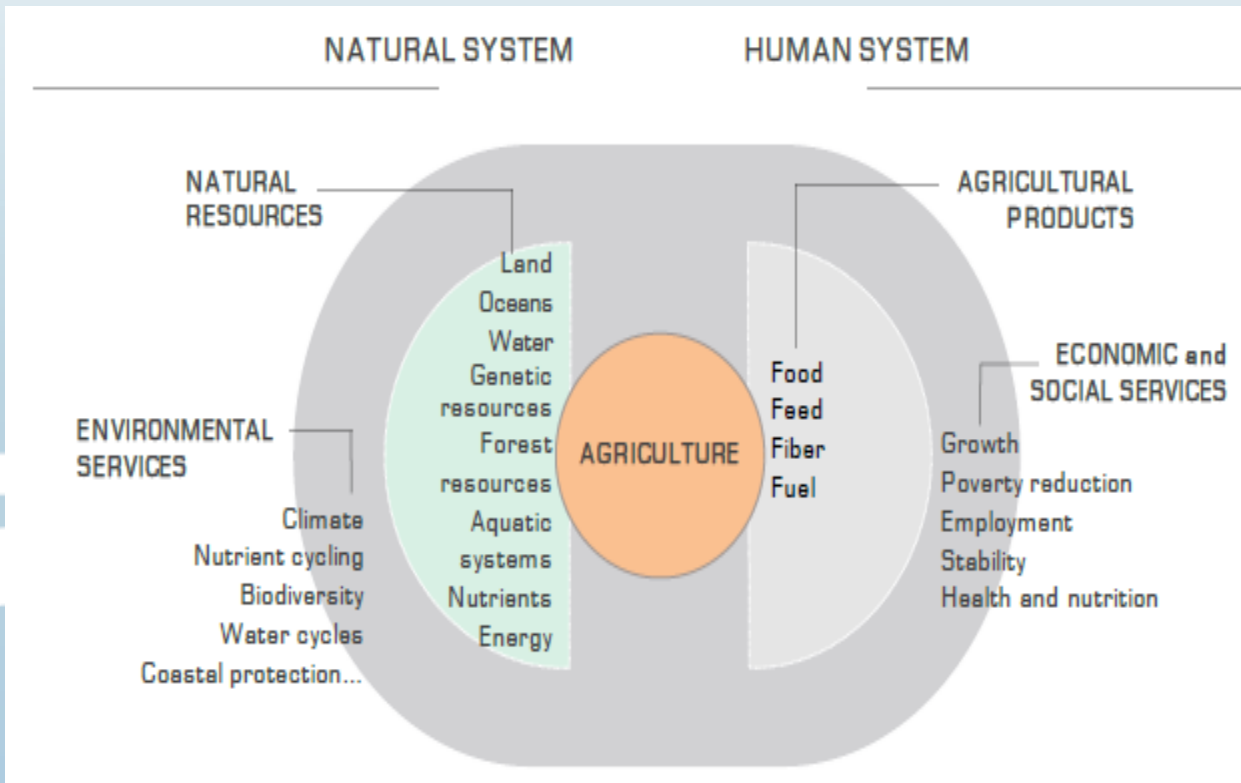 NATURAL SYSTEM
HUMAN SYSTEM
NATURAL
RESOURCES
AGRICULTURAL
PRODUCTS
Land
Oceans
Water
Genetic
resources
Forest
resources
Aquatic
systems
Nutrients
Energy
ENVIRONMENTAL
SERVICES
Climate
Nutrient cycling
Biodiversity
Water cycles
Coastal protection...
AGRICULTURE
Food
Feed
Fiber
Fuel
ECONOMIC and
SOCIAL SERVICES
Growth
Poverty reduction
Employment
Stability
Health and nutrition